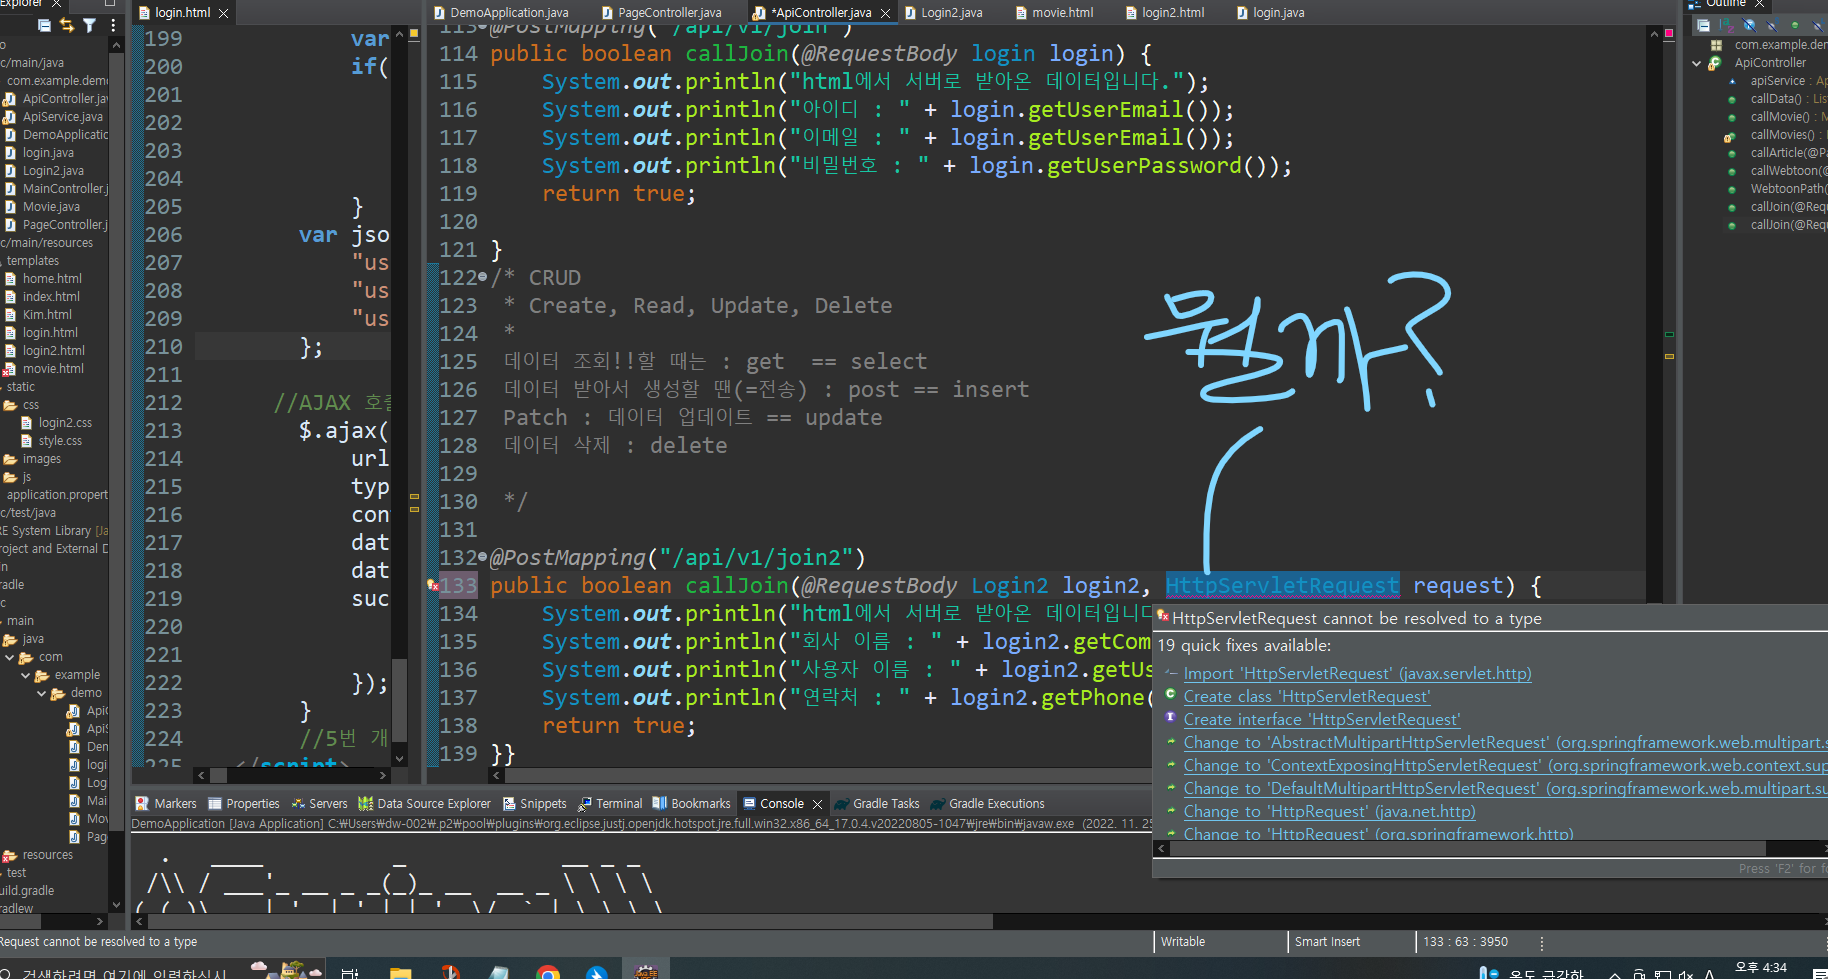 Explorer
login.html
DemoApplication.java
PageController.java
*ApiController.java
Login2.java
movie.html
login2.html
login.java
Outline
c/main/java
com.example.demo
ApiController.jav
ApiService.java
DemoApplicatic
login.java
Login2.java
MainController.j
Movie.java
PageController.j
c/main/resources
templates
home.html
index.html
Kim.html
login.html
login2.html
movie.html
static
css
login2.css
style.css
images
js
application.propert
c/test/java
RE System Library [Ja
roject and External D
in
radle
c
main
java
com
example
demo
ApiC
ApiS
Den
logi
Log
Mai
Mov
Pag
resources
test
uild.gradle
radlew
199 var
200 if(
201
202
203
204
205 }
206 var jso
207 "us
208 "us
209 "us
210 };
211
212 //AJAX 호출
213 $.ajax(
214 url
215 typ
216 con
217 dat
218 dat
219 suc
220
221
222 });
223 }
224 //5번 개
225 </script>
113 @PostMapping("/api/v1/join")
114 public boolean callJoin(@RequestBody login login) {
115 System.out.println("html에서 서버로 받아온 데이터입니다.");
116 System.out.println("아이디 : " + login.getUserEmail());
117 System.out.println("이메일 : " + login.getUserEmail());
118 System.out.println("비밀번호 : " + login.getUserPassword());
119 return true;
120
121 }
122 /* CRUD
123 * Create, Read, Update, Delete
124 *
125 데이터 조회!!할 때는 : get == select
126 데이터 받아서 생성할 땐(=전송) : post == insert
127 Patch : 데이터 업데이트 == update
128 데이터 삭제 : delete
129
130 */
131
132 @PostMapping("/api/v1/join2")
133 public boolean callJoin(@RequestBody Login2 login2, HttpServletRequest request) {
134 System.out.println("html에서 서버로 받아온 데이터입니다
135 System.out.println("회사 이름 : " + login2.getCom
136 System.out.println("사용자 이름 : " + login2.getUs
137 System.out.println("연락처 : " + login2.getPhone(
138 return true;
139 }}
뭘까?
HttpServletRequest cannot be resolved to a type
19 quick fixes available:
Import 'HttpServletRequest' (javax.servlet.http)
Create class 'HttpServletRequest'
Create interface 'HttpServletRequest'
Change to 'AbstractMultipartHttpServletRequest' (org.springframework.web.multipart.s
Change to 'ContextExposingHttpServletRequest' (org.springframework.web.context.sup
Change to 'DefaultMultipartHttpServletRequest' (org.springframework.web.multipart.su
Change to 'HttpRequest' (java.net.http)
Change to 'HttpRequest' (org.springframework.http)
Press 'F2' for fo
com.example.den
ApiController
apiService : Ap
callData() : List
callMovie() : M
callMovies() :
callArticle(@Pa
callWebtoon(@
WebtoonPath(
callJoin(@Requ
callJoin(@Requ
Markers Properties Servers Data Source Explorer Snippets Terminal Bookmarks Console Gradle Tasks Gradle Executions
DemoApplication [Java Application] C:₩Users₩dw-002₩.p2₩pool₩plugins₩org.eclipse.justj.openjdk.hotspot.jre.full.win32.x86_64_17.0.4.v20220805-1047₩jre₩bin₩javaw.exe (2022. 11. 25
Request cannot be resolved to a type
Writable
Smart Insert
133 : 63 : 3950
검색하려면 여기에 입력하십시
온도 급강하
A
오후 4:34